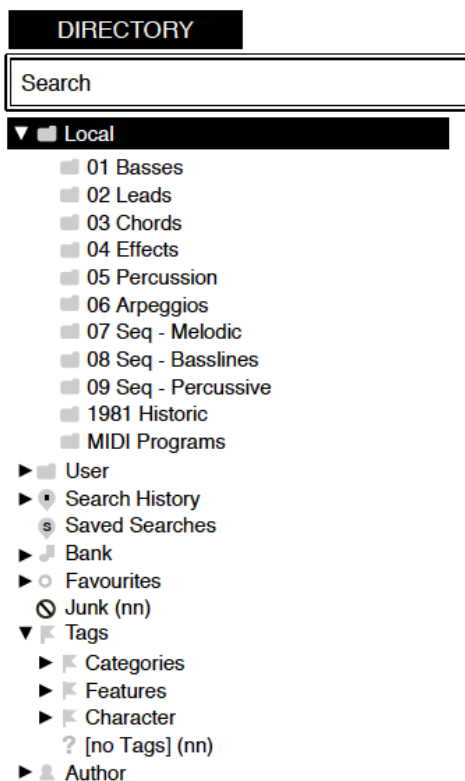 DIRECTORY
Search
Local
01 Basses
02 Leads
03 Chords
04 Effects
05 Percussion
06 Arpeggios
07 Seq - Melodic
08 Seq - Basslines
09 Seq - Percussive
1981 Historic
MIDI Programs
User
Search History
S Saved Searches
Bank
Favourites
Junk (nn)
Tags
Categories
Features
Character
? [no Tags] (nn)
Author